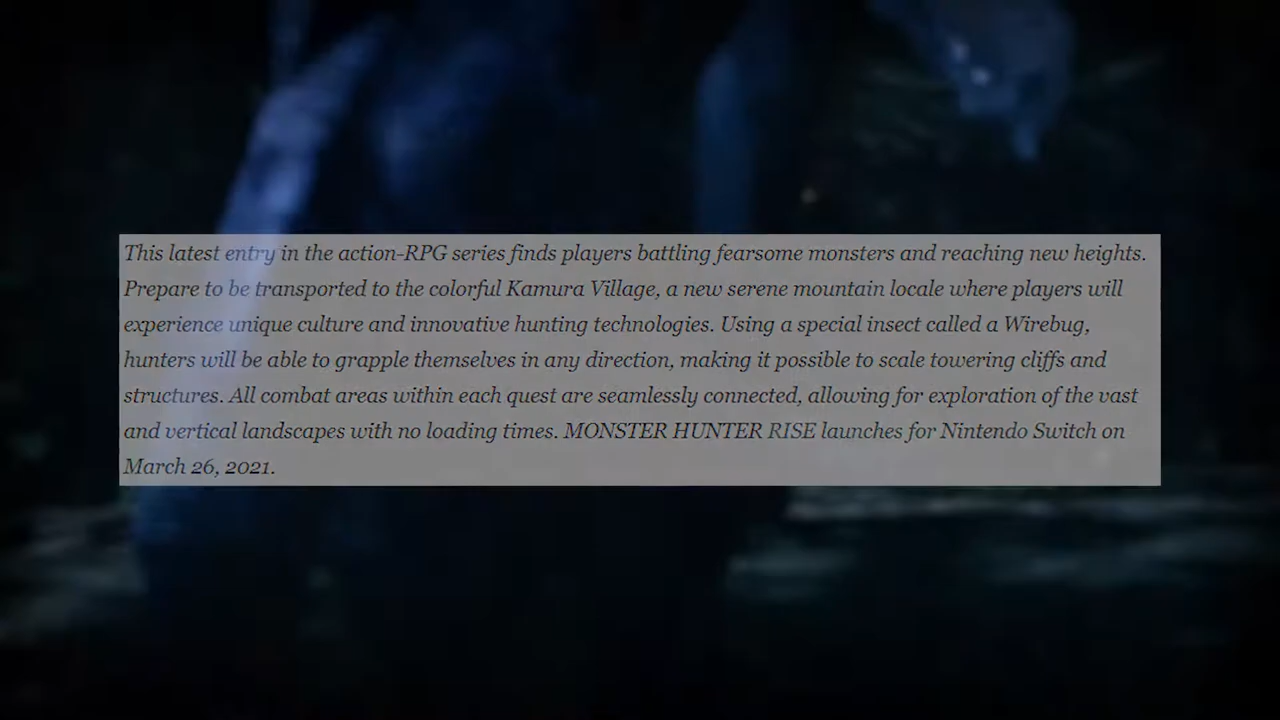 This latest entry in the action-RPG series finds players battling fearsome monsters and reaching new heights.
Prepare to be transported to the colorful Kamura Village, a new serene mountain locale where players will
experience unique culture and innovative hunting technologies. Using a special insect called a Wirebug,
hunters will be able to grapple themselves in any direction, making it possible to scale towering cliffs and
structures. All combat areas within each quest are seamlessly connected, allowing for exploration of the vast
and vertical landscapes with no loading times. MONSTER HUNTER RISE launches for Nintendo Switch on
March 26, 2021.